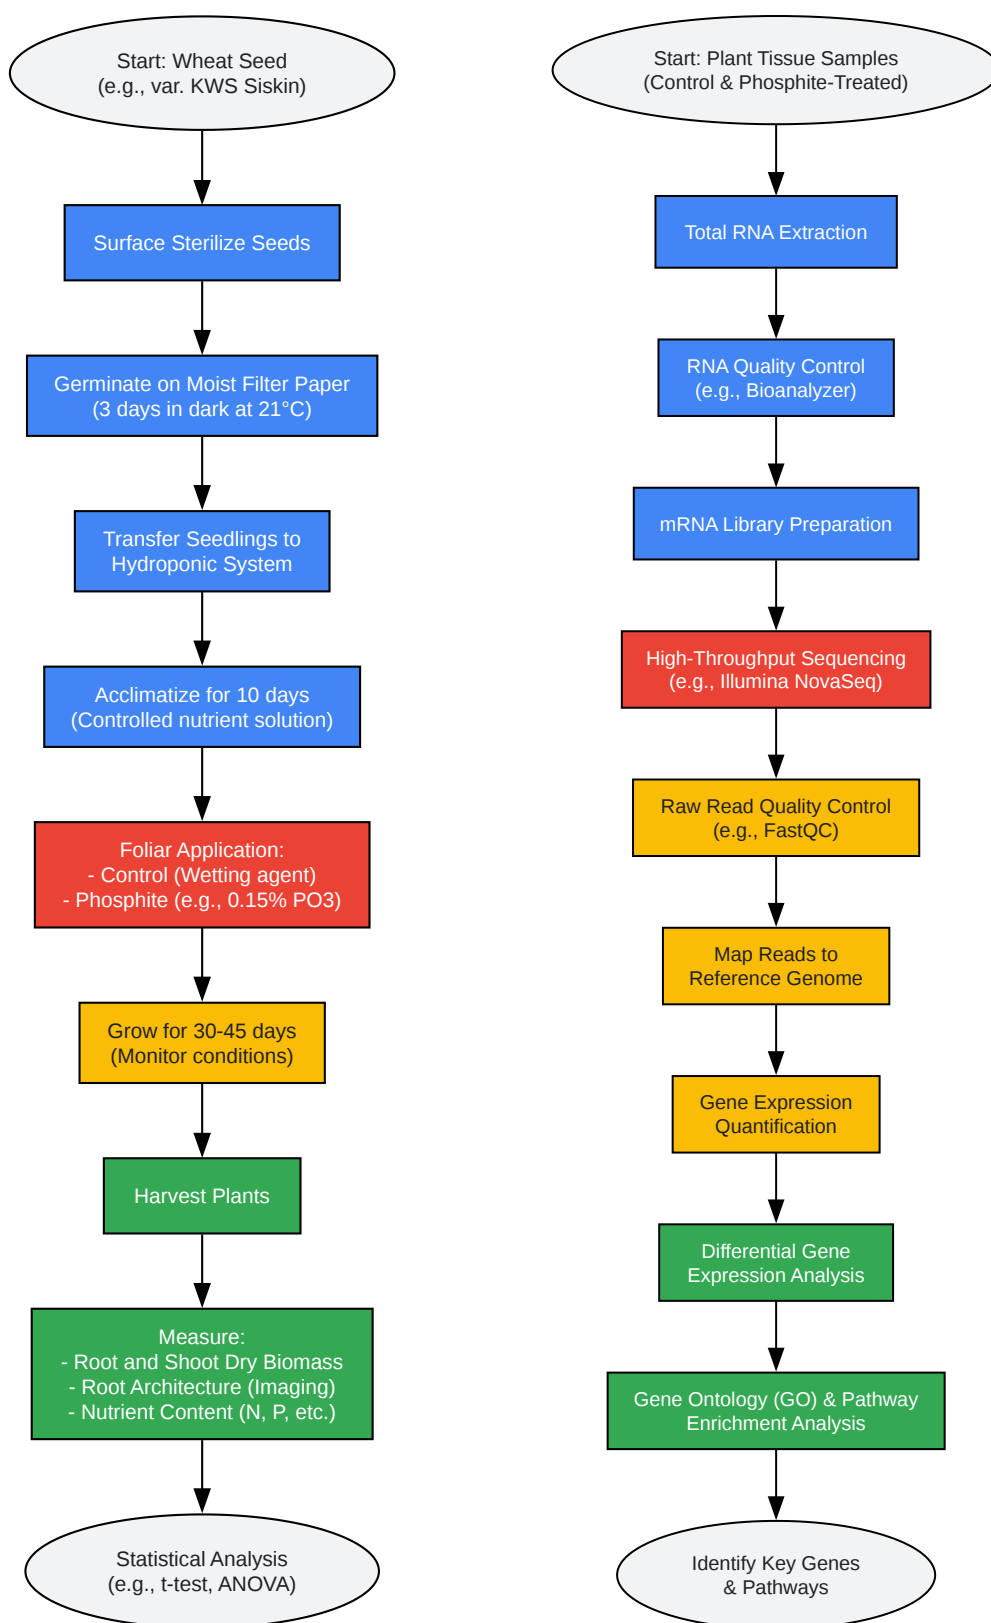 Start: Wheat Seed
(e.g., var. KWS Siskin)
Surface Sterilize Seeds
Germinate on Moist Filter Paper
(3 days in dark at 21°C)
Transfer Seedlings to
Hydroponic System
Acclimatize for 10 days
(Controlled nutrient solution)
Foliar Application:
- Control (Wetting agent)
- Phosphite (e.g., 0.15% PO3)
Grow for 30-45 days
(Monitor conditions)
Harvest Plants
Measure:
- Root and Shoot Dry Biomass
- Root Architecture (Imaging)
- Nutrient Content (N, P, etc.)
Statistical Analysis
(e.g., t-test, ANOVA)
Start: Plant Tissue Samples
(Control & Phosphite-Treated)
Total RNA Extraction
RNA Quality Control
(e.g., Bioanalyzer)
mRNA Library Preparation
High-Throughput Sequencing
(e.g., Illumina NovaSeq)
Raw Read Quality Control
(e.g., FastQC)
Map Reads to
Reference Genome
Gene Expression
Quantification
Differential Gene
Expression Analysis
Gene Ontology (GO) & Pathway
Enrichment Analysis
Identify Key Genes
& Pathways